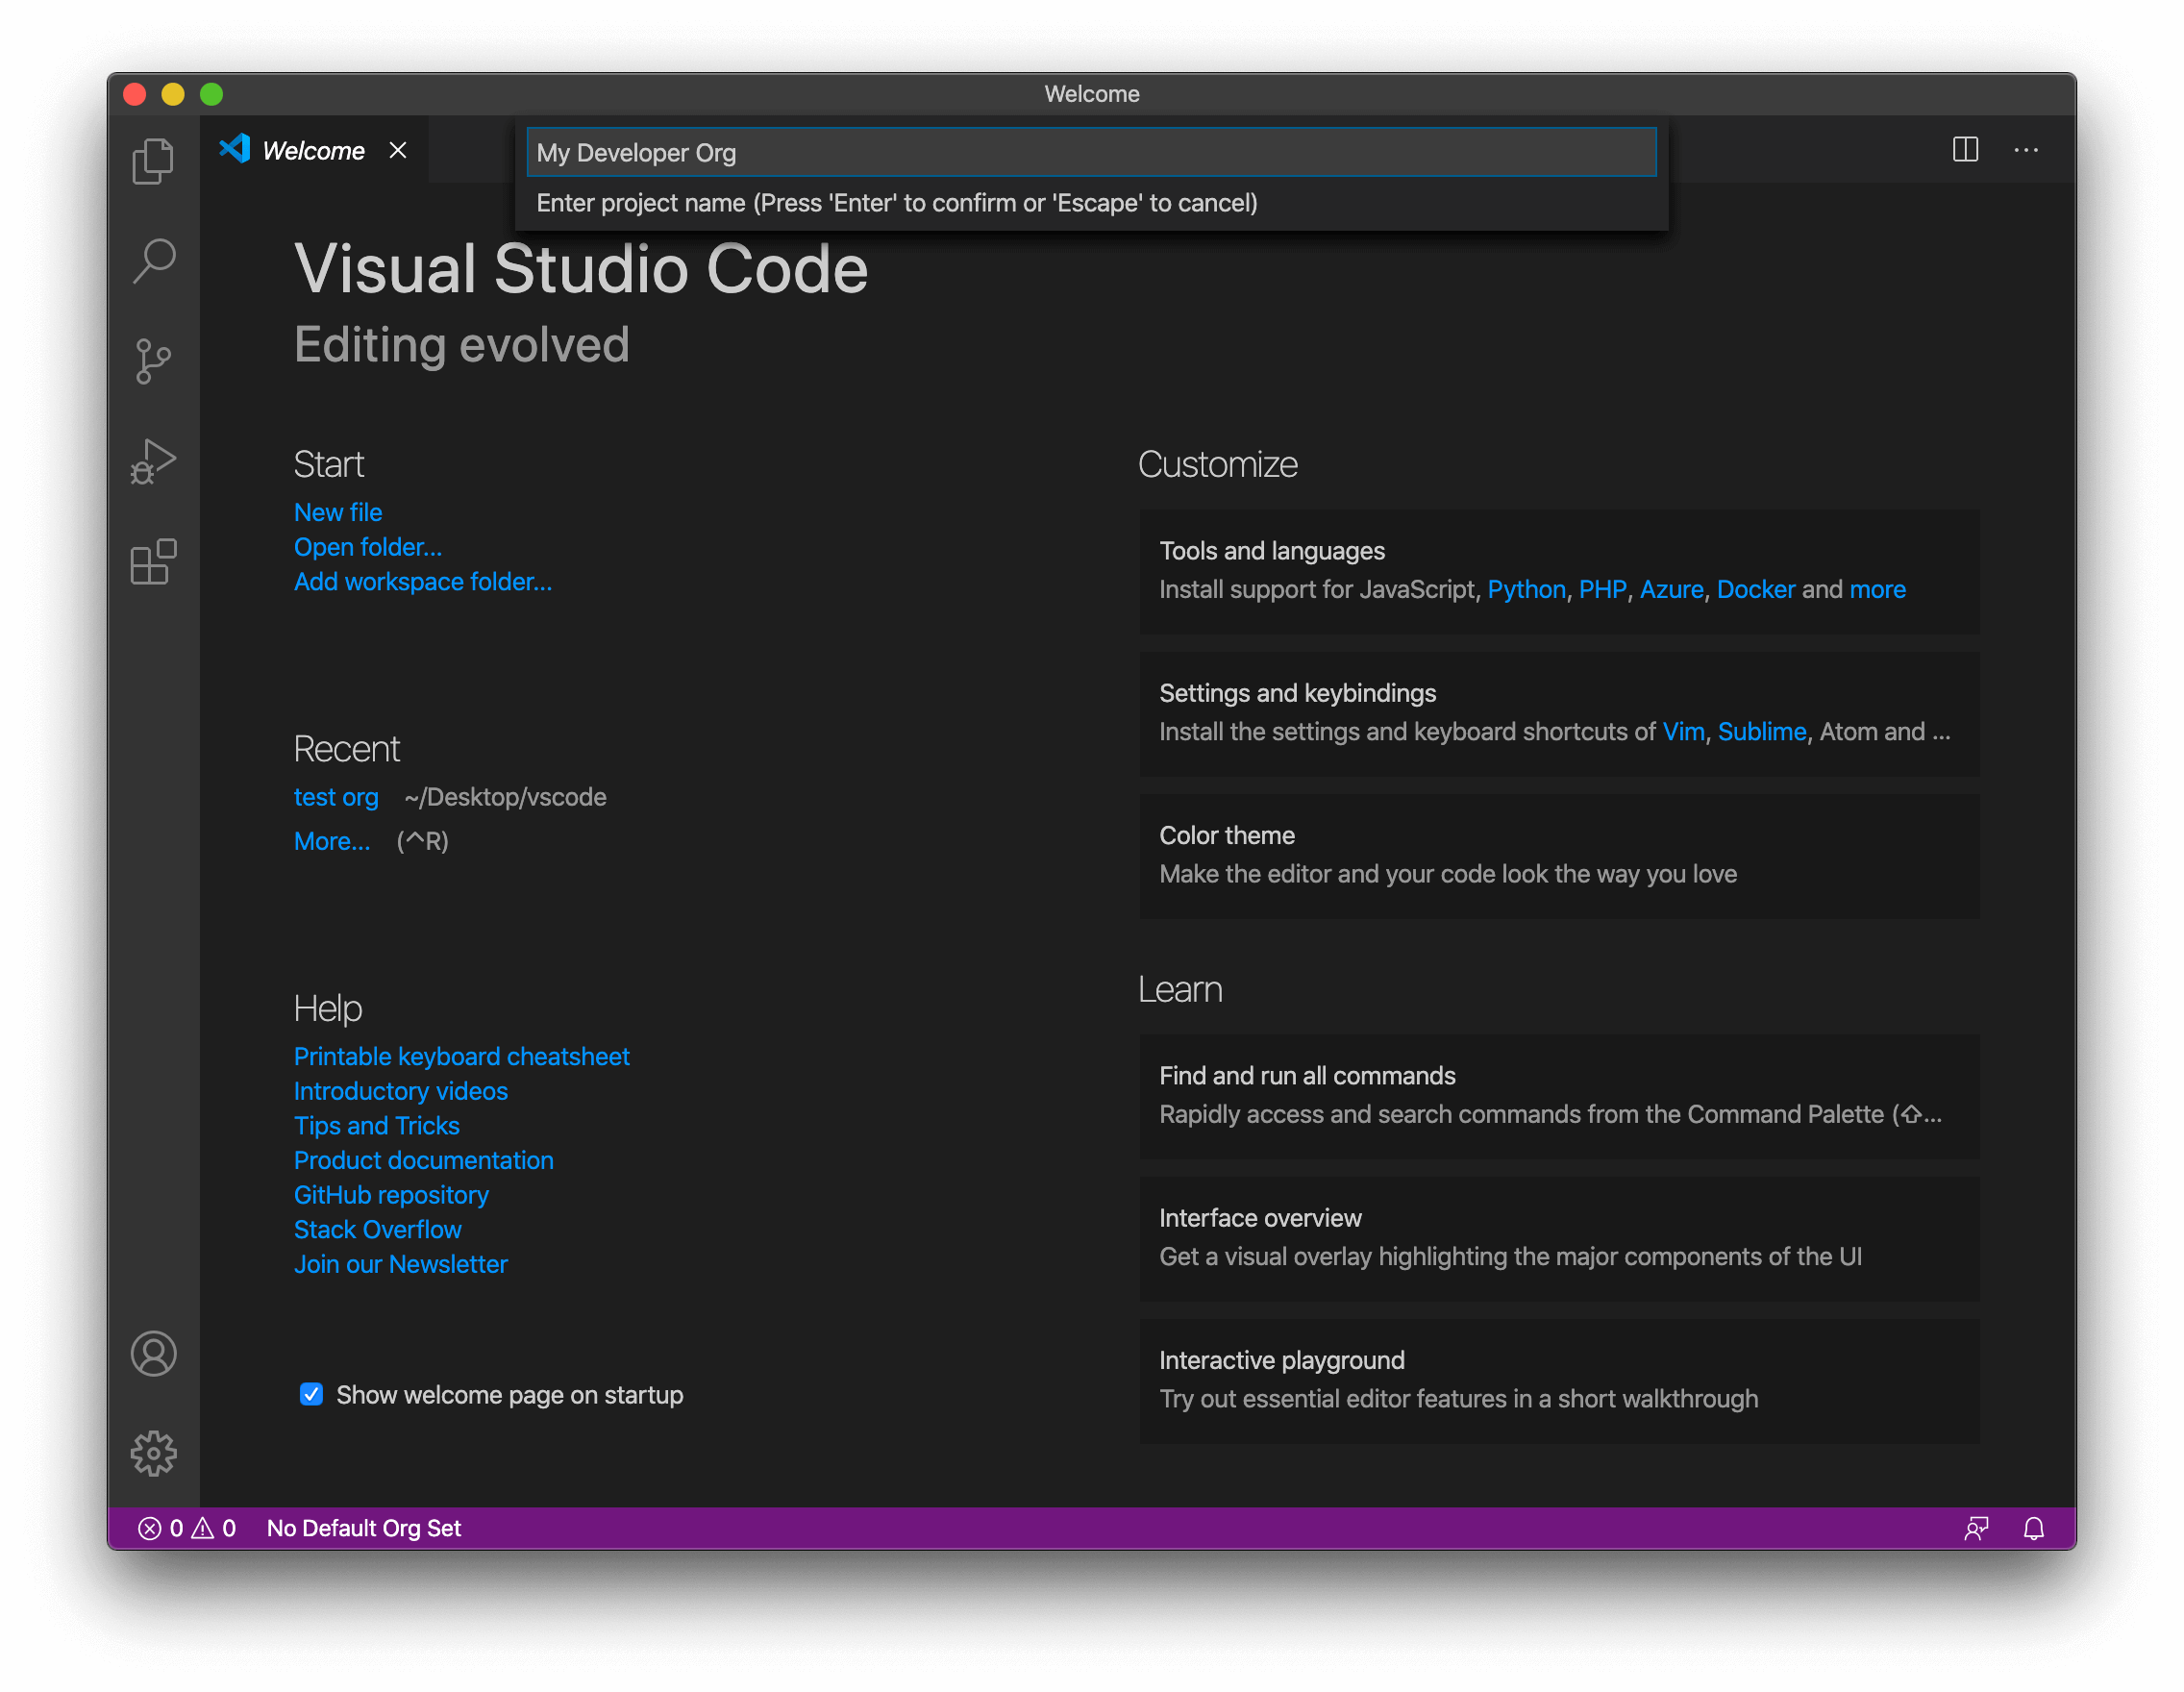 Welcome
Welcome
My Developer Org
Enter project name (Press 'Enter' to confirm or 'Escape' to cancel)
Visual Studio Code
Editing evolved
Start
New file
Open folder...
Add workspace folder...
Recent
test org ~/Desktop/vscode
More... (^R)
Help
Printable keyboard cheatsheet
Introductory videos
Tips and Tricks
Product documentation
GitHub repository
Stack Overflow
Join our Newsletter
Show welcome page on startup
Customize
Tools and languages
Install support for JavaScript, Python, PHP, Azure, Docker and more
Settings and keybindings
Install the settings and keyboard shortcuts of Vim, Sublime, Atom and ...
Color theme
Make the editor and your code look the way you love
Learn
Find and run all commands
Rapidly access and search commands from the Command Palette (⇧...
Interface overview
Get a visual overlay highlighting the major components of the UI
Interactive playground
Try out essential editor features in a short walkthrough
0 0 No Default Org Set